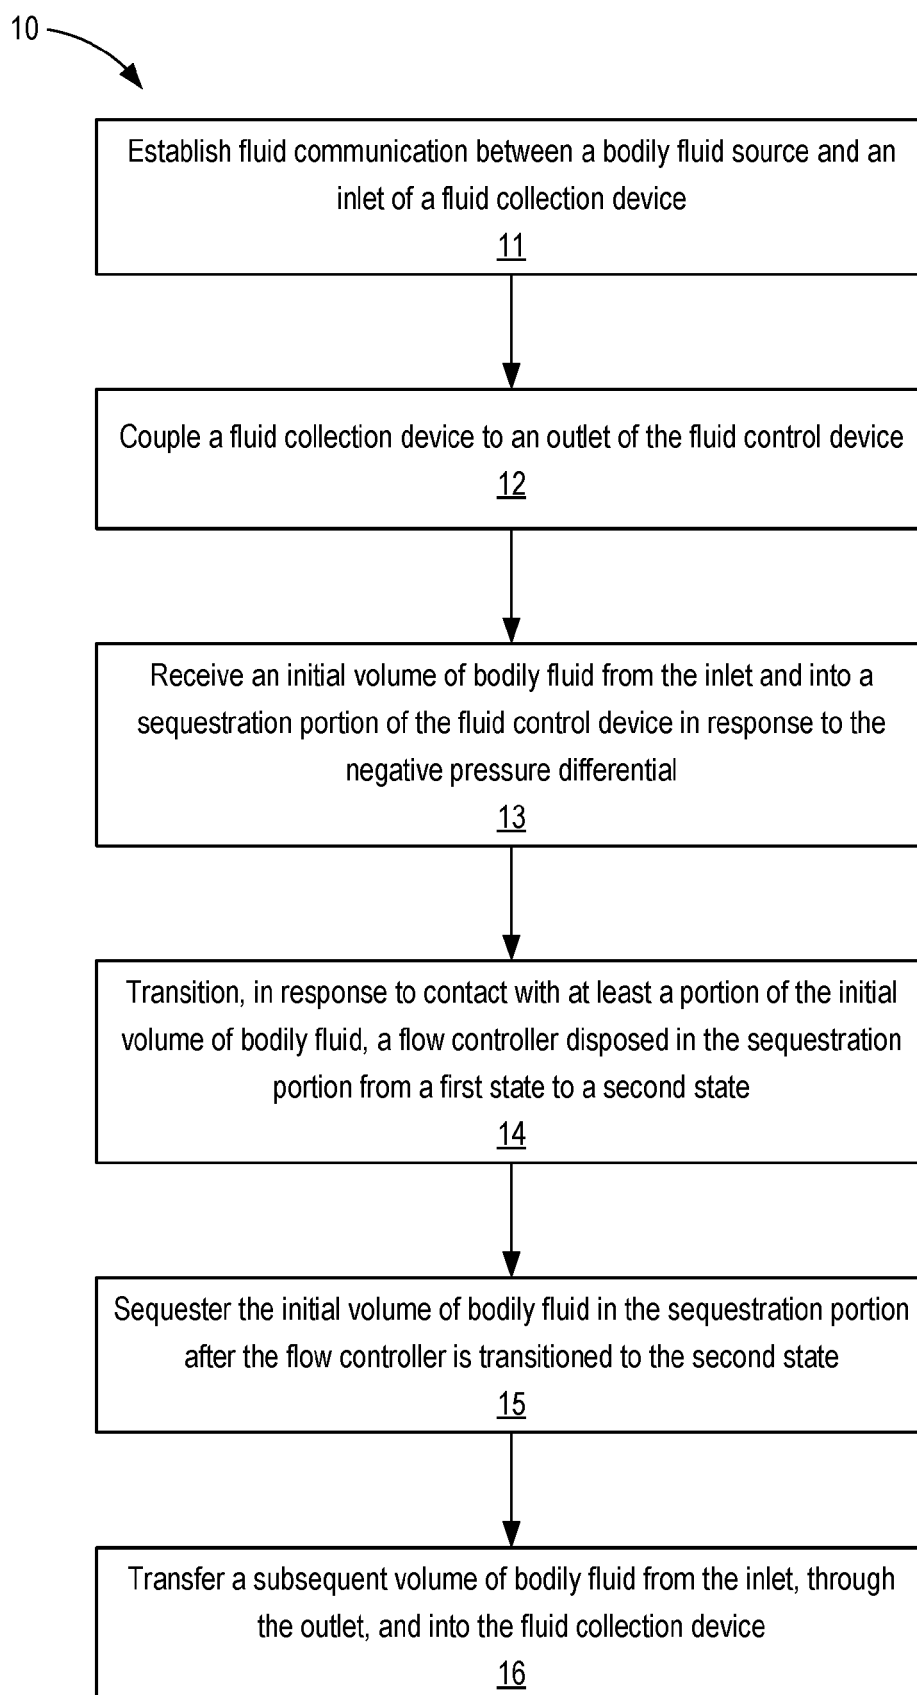 10
Establish fluid communication between a bodily fluid source and an
inlet of a fluid collection device
11
Couple a fluid collection device to an outlet of the fluid control device
12
Receive an initial volume of bodily fluid from the inlet and into a
sequestration portion of the fluid control device in response to the
negative pressure differential
13
Transition, in response to contact with at least a portion of the initial
volume of bodily fluid, a flow controller disposed in the sequestration
portion from a first state to a second state
14
Sequester the initial volume of bodily fluid in the sequestration portion
after the flow controller is transitioned to the second state
15
Transfer a subsequent volume of bodily fluid from the inlet, through
the outlet, and into the fluid collection device
16